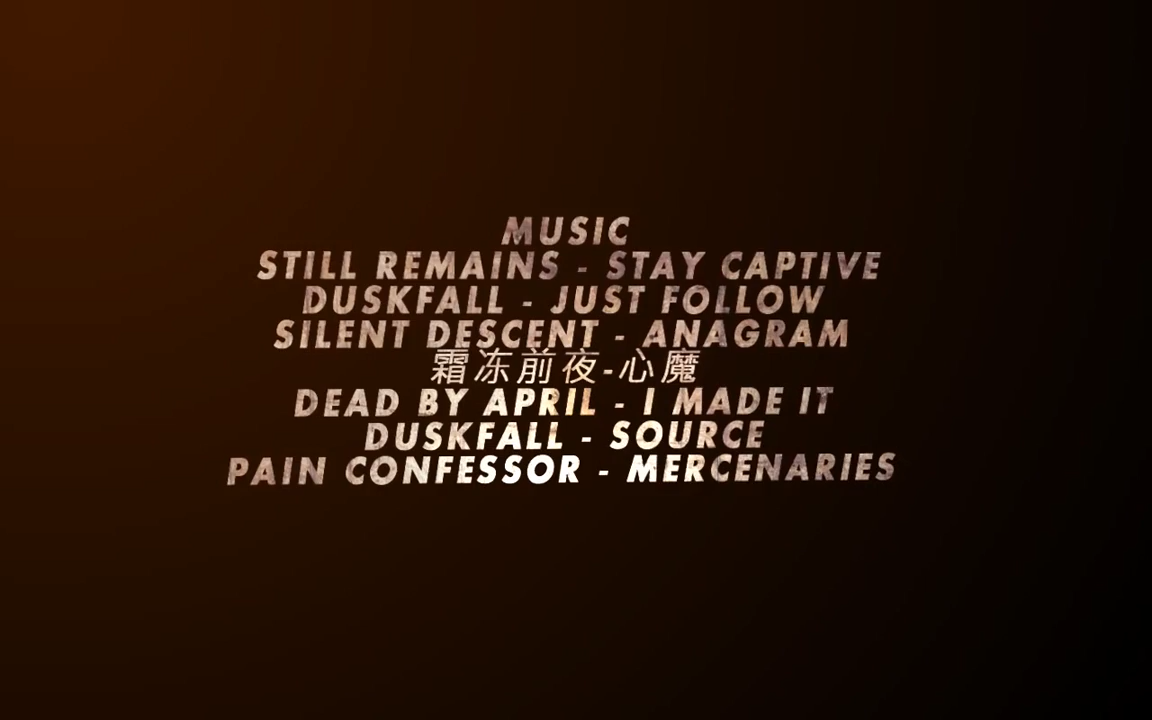 MUSIC
STILL REMAINS - STAY CAPTIVE
DUSKFALL - JUST FOLLOW
SILENT DESCENT - ANAGRAM
霜冻前夜-心魔
DEAD BY APRIL - I MADE IT
DUSKFALL - SOURCE
PAIN CONFESSOR - MERCENARIES